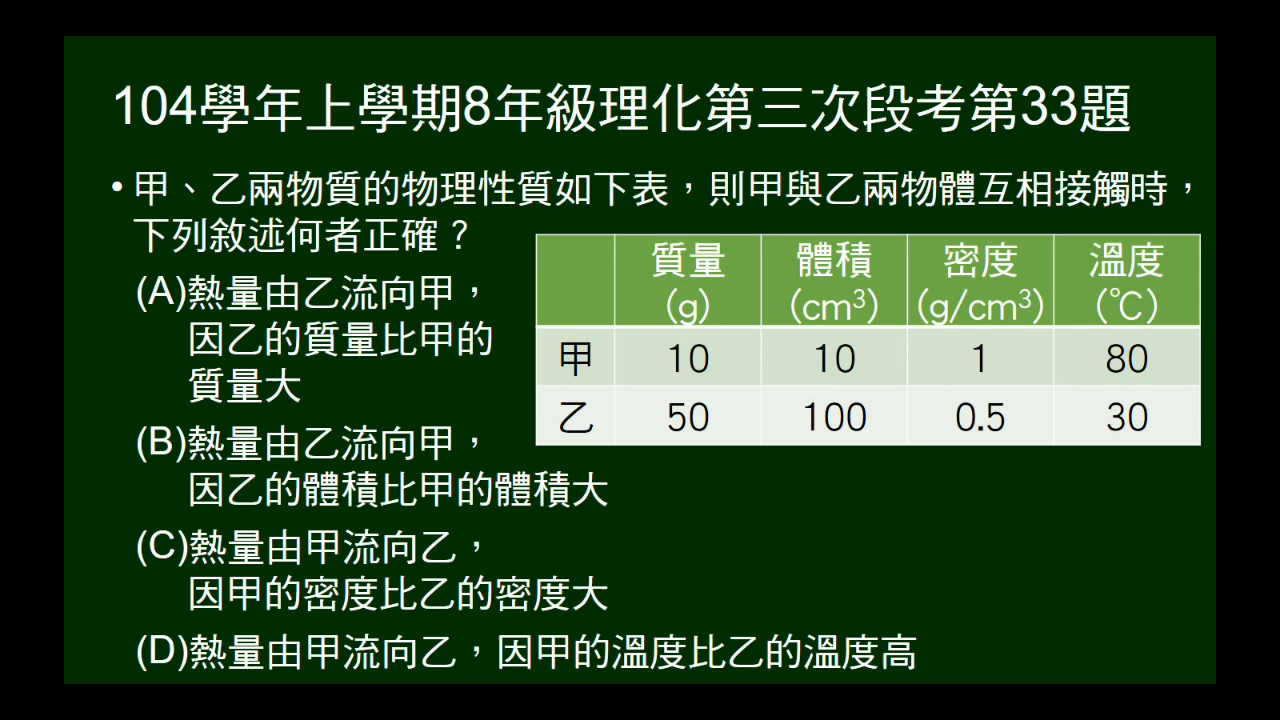 104學年上學期8年級理化第三次段考第33題
• 甲、乙兩物質的物理性質如下表，則甲與乙兩物體互相接觸時，
下列敘述何者正確？
(A)熱量由乙流向甲，
因乙的質量比甲的
質量大
(B)熱量由乙流向甲，
因乙的體積比甲的體積大
(C)熱量由甲流向乙，
因甲的密度比乙的密度大
(D)熱量由甲流向乙，因甲的溫度比乙的溫度高
質量 體積 密度 溫度
(g) (cm³) (g/cm³) (℃)
甲 10 10 1 80
乙 50 100 0.5 30